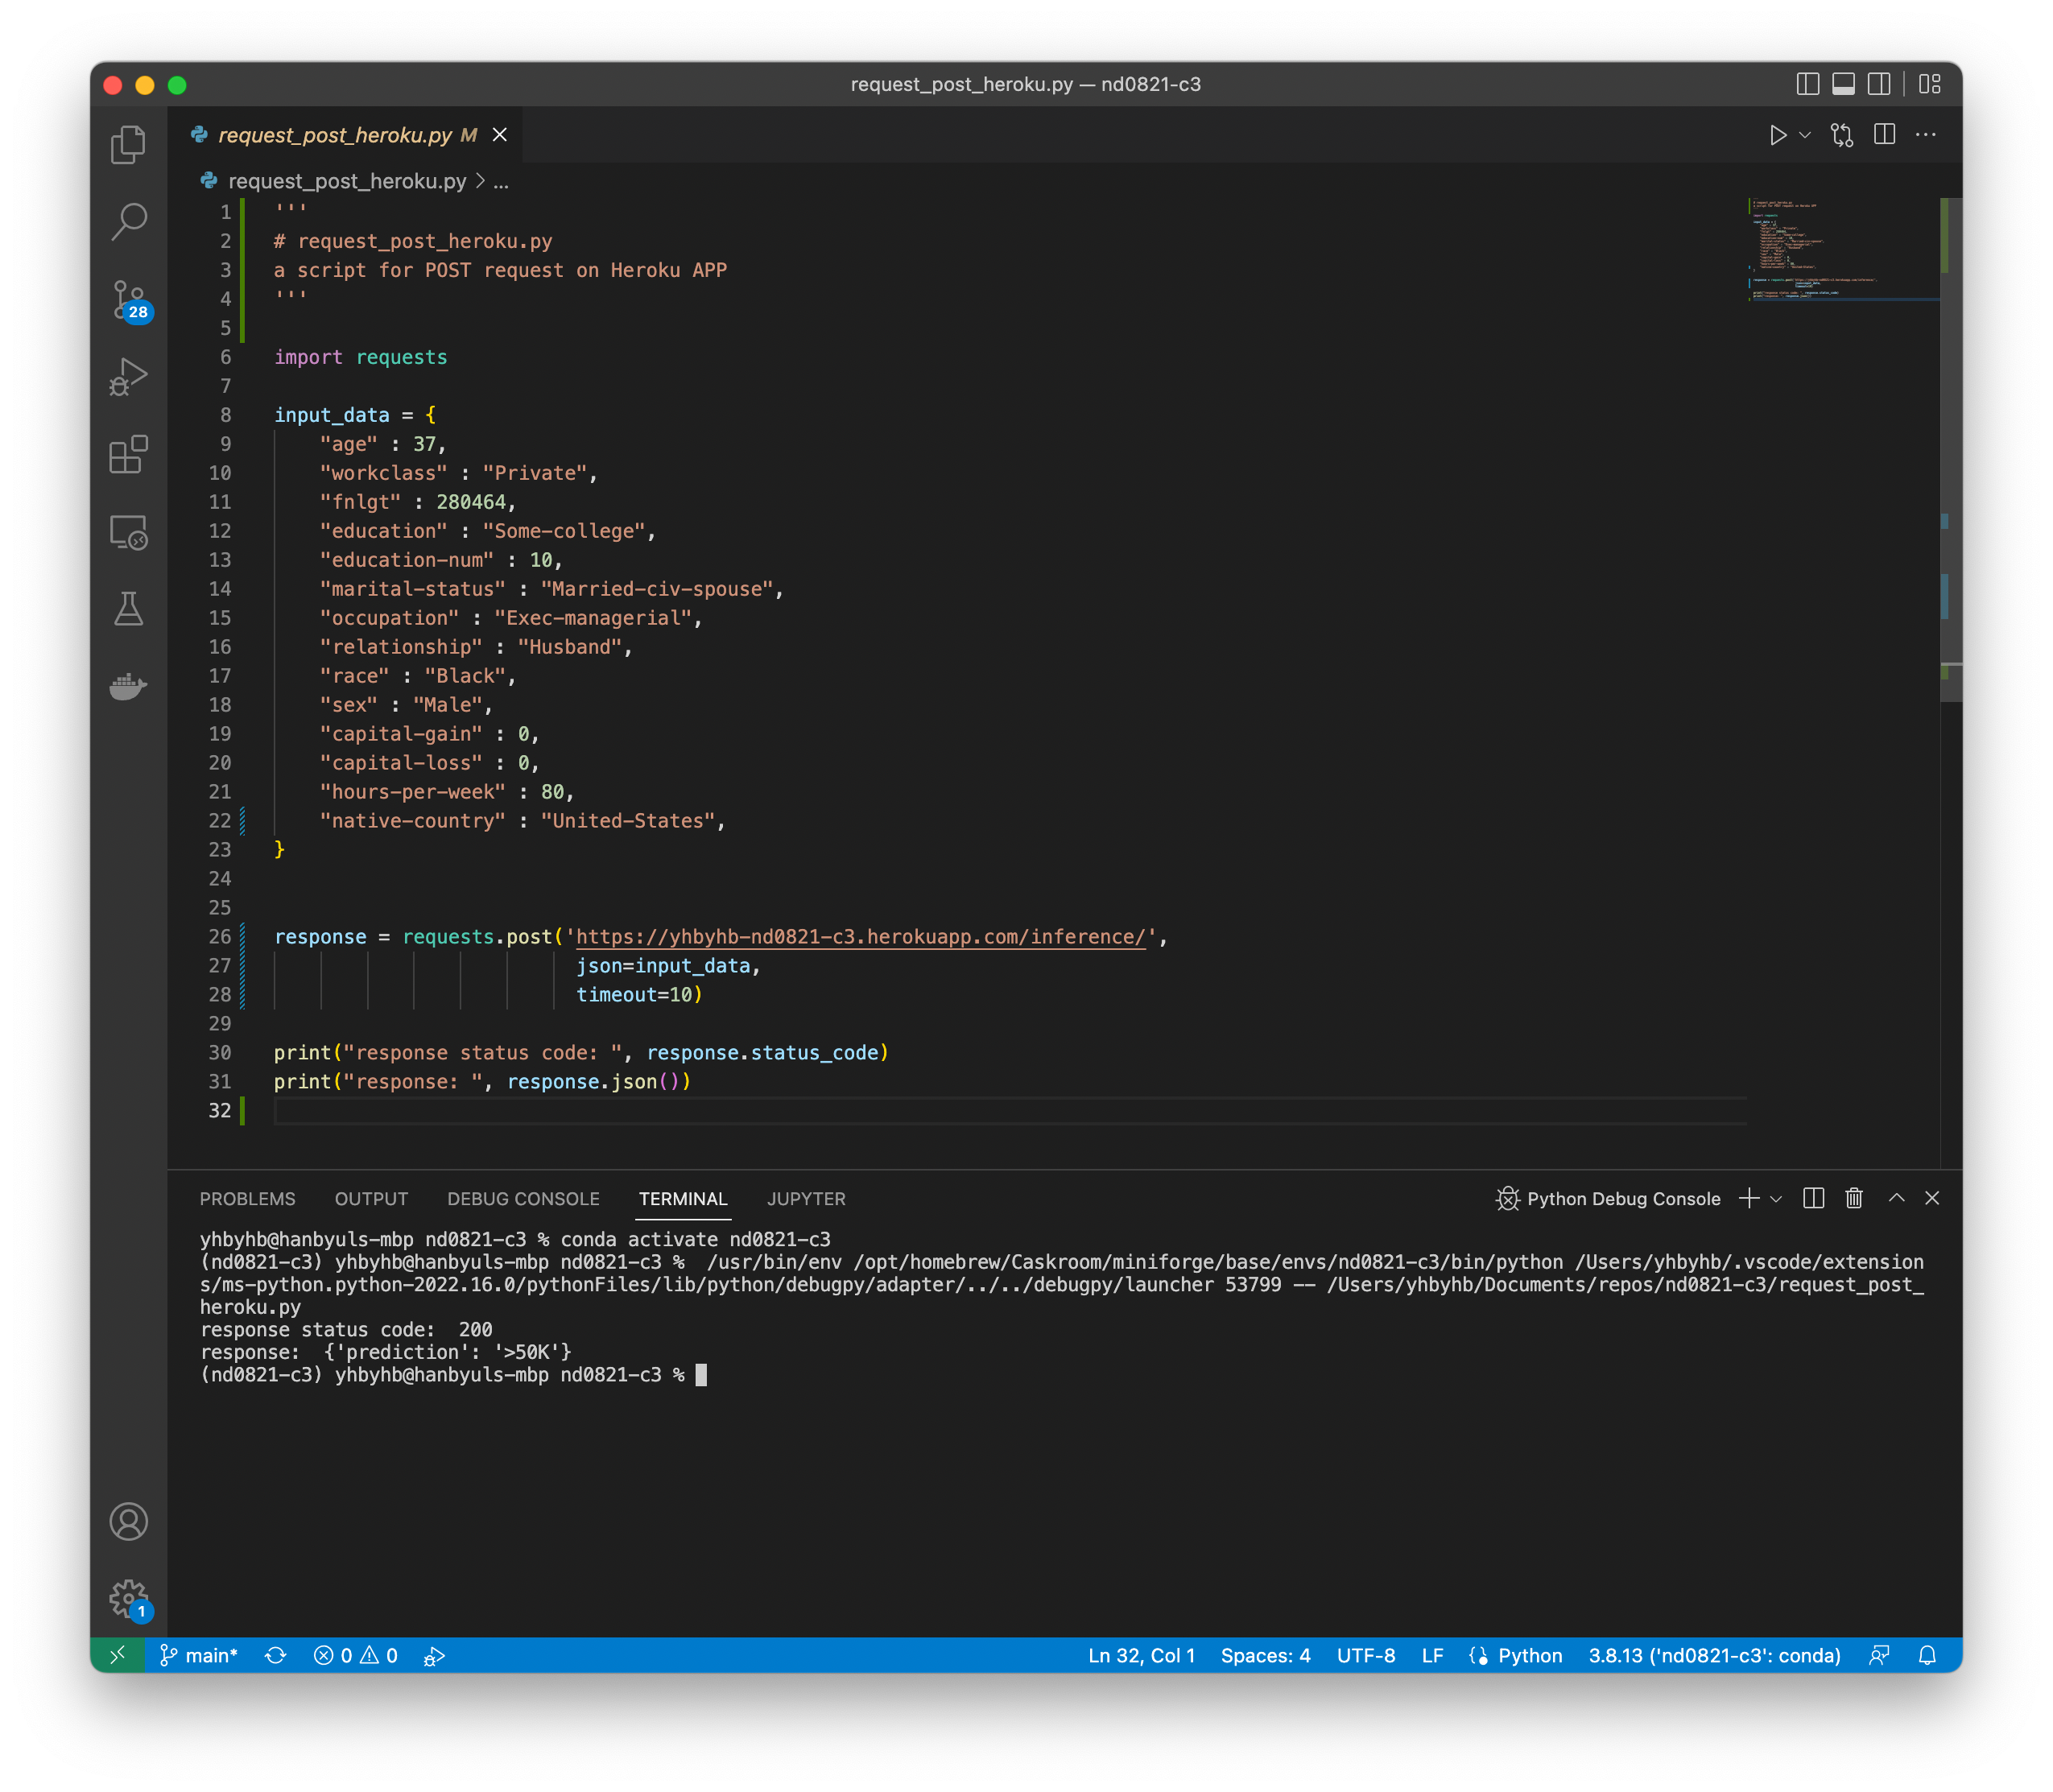 request_post_heroku.py — nd0821-c3
request_post_heroku.py M
request_post_heroku.py > ...
1 '''
2 # request_post_heroku.py
3 a script for POST request on Heroku APP
4 '''
5
6 import requests
7
8 input_data = {
9     "age" : 37,
10     "workclass" : "Private",
11     "fnlgt" : 280464,
12     "education" : "Some-college",
13     "education-num" : 10,
14     "marital-status" : "Married-civ-spouse",
15     "occupation" : "Exec-managerial",
16     "relationship" : "Husband",
17     "race" : "Black",
18     "sex" : "Male",
19     "capital-gain" : 0,
20     "capital-loss" : 0,
21     "hours-per-week" : 80,
22     "native-country" : "United-States",
23 }
24
25
26 response = requests.post('https://yhbyhb-nd0821-c3.herokuapp.com/inference/',
27                           json=input_data,
28                           timeout=10)
29
30 print("response status code: ", response.status_code)
31 print("response: ", response.json())
32
28
1
PROBLEMS OUTPUT DEBUG CONSOLE TERMINAL JUPYTER Python Debug Console
yhbyhb@hanbyuls-mbp nd0821-c3 % conda activate nd0821-c3
(nd0821-c3) yhbyhb@hanbyuls-mbp nd0821-c3 %  /usr/bin/env /opt/homebrew/Caskroom/miniforge/base/envs/nd0821-c3/bin/python /Users/yhbyhb/.vscode/extension
s/ms-python.python-2022.16.0/pythonFiles/lib/python/debugpy/adapter/../../debugpy/launcher 53799 -- /Users/yhbyhb/Documents/repos/nd0821-c3/request_post_
heroku.py
response status code:  200
response:  {'prediction': '>50K'}
(nd0821-c3) yhbyhb@hanbyuls-mbp nd0821-c3 %
main* 0 0 Ln 32, Col 1 Spaces: 4 UTF-8 LF Python 3.8.13 ('nd0821-c3': conda)